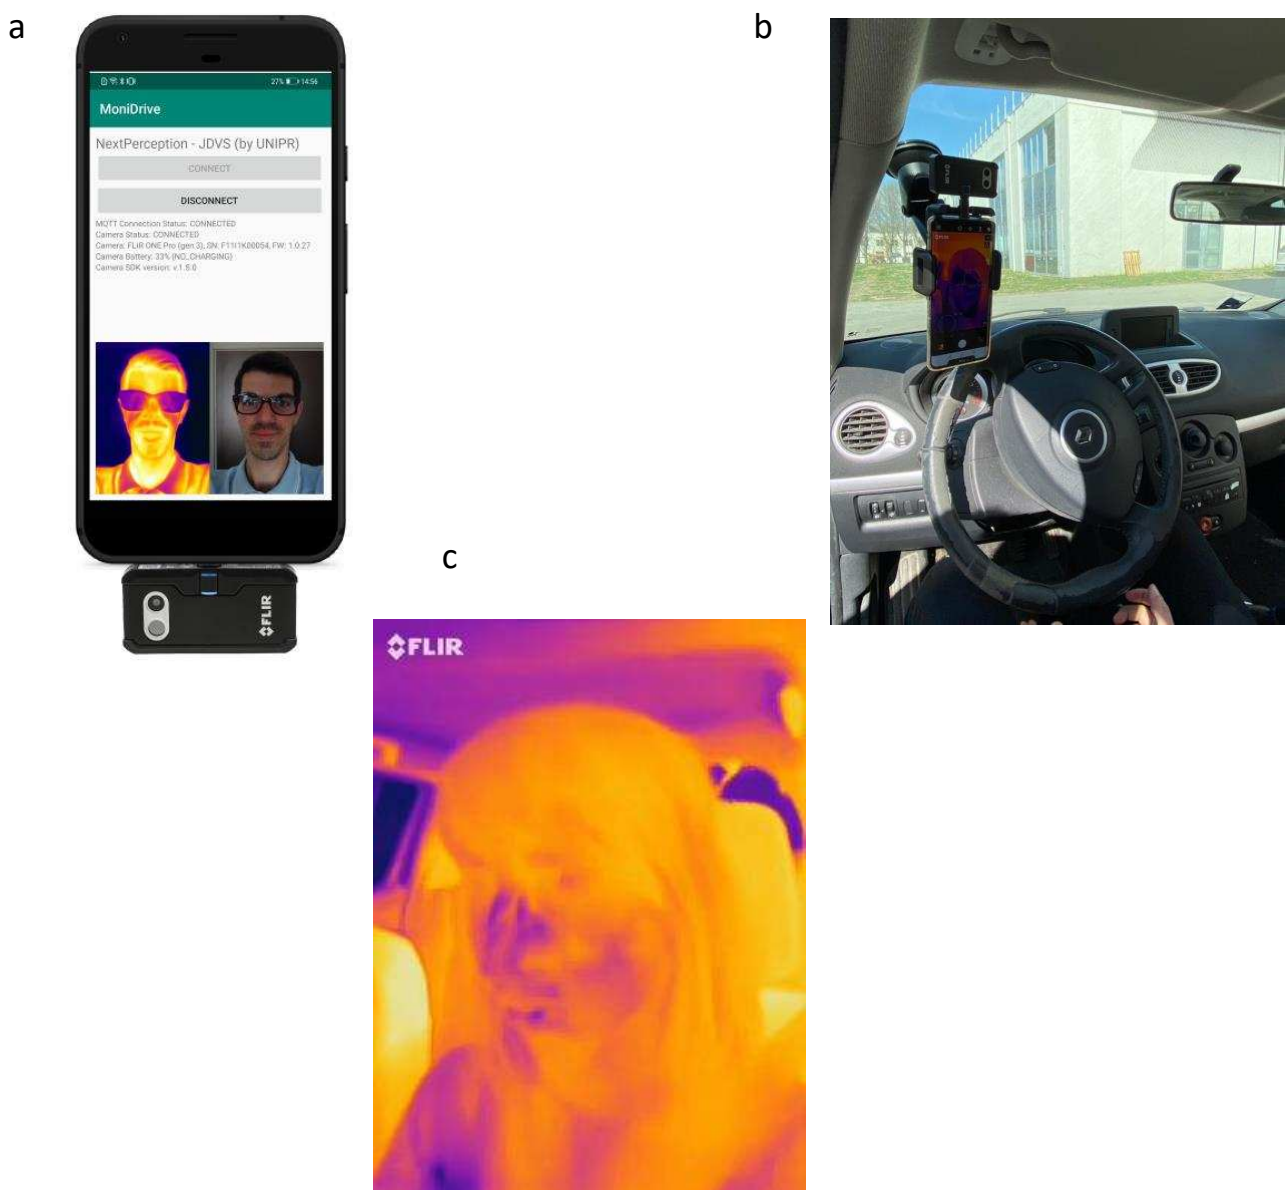 a
27% 14:56
MoniDrive
NextPerception - JDVS (by UNIPR)
CONNECT
DISCONNECT
MQTT Connection Status: CONNECTED
Camera Status: CONNECTED
Camera: FLIR ONE Pro (gen 3), SN: F11I1K00054, FW: 1.0.27
Camera Battery: 33% (NO_CHARGING)
Camera SDK version: v.1.5.0
FLIR
b
FLIR
FLIR
c
FLIR